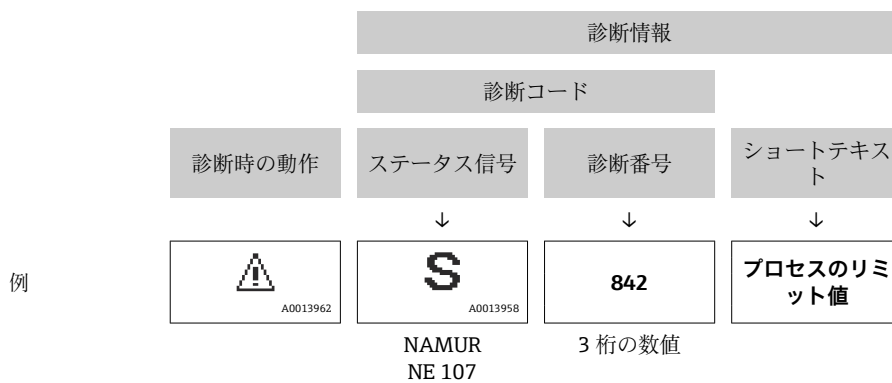 診断情報
診断コード
診断時の動作
ステータス信号
診断番号
ショートテキス
ト
↓
↓
↓
例
A0013962
S
A0013958
842
プロセスのリミ
ット値
NAMUR
NE 107
3 桁の数値